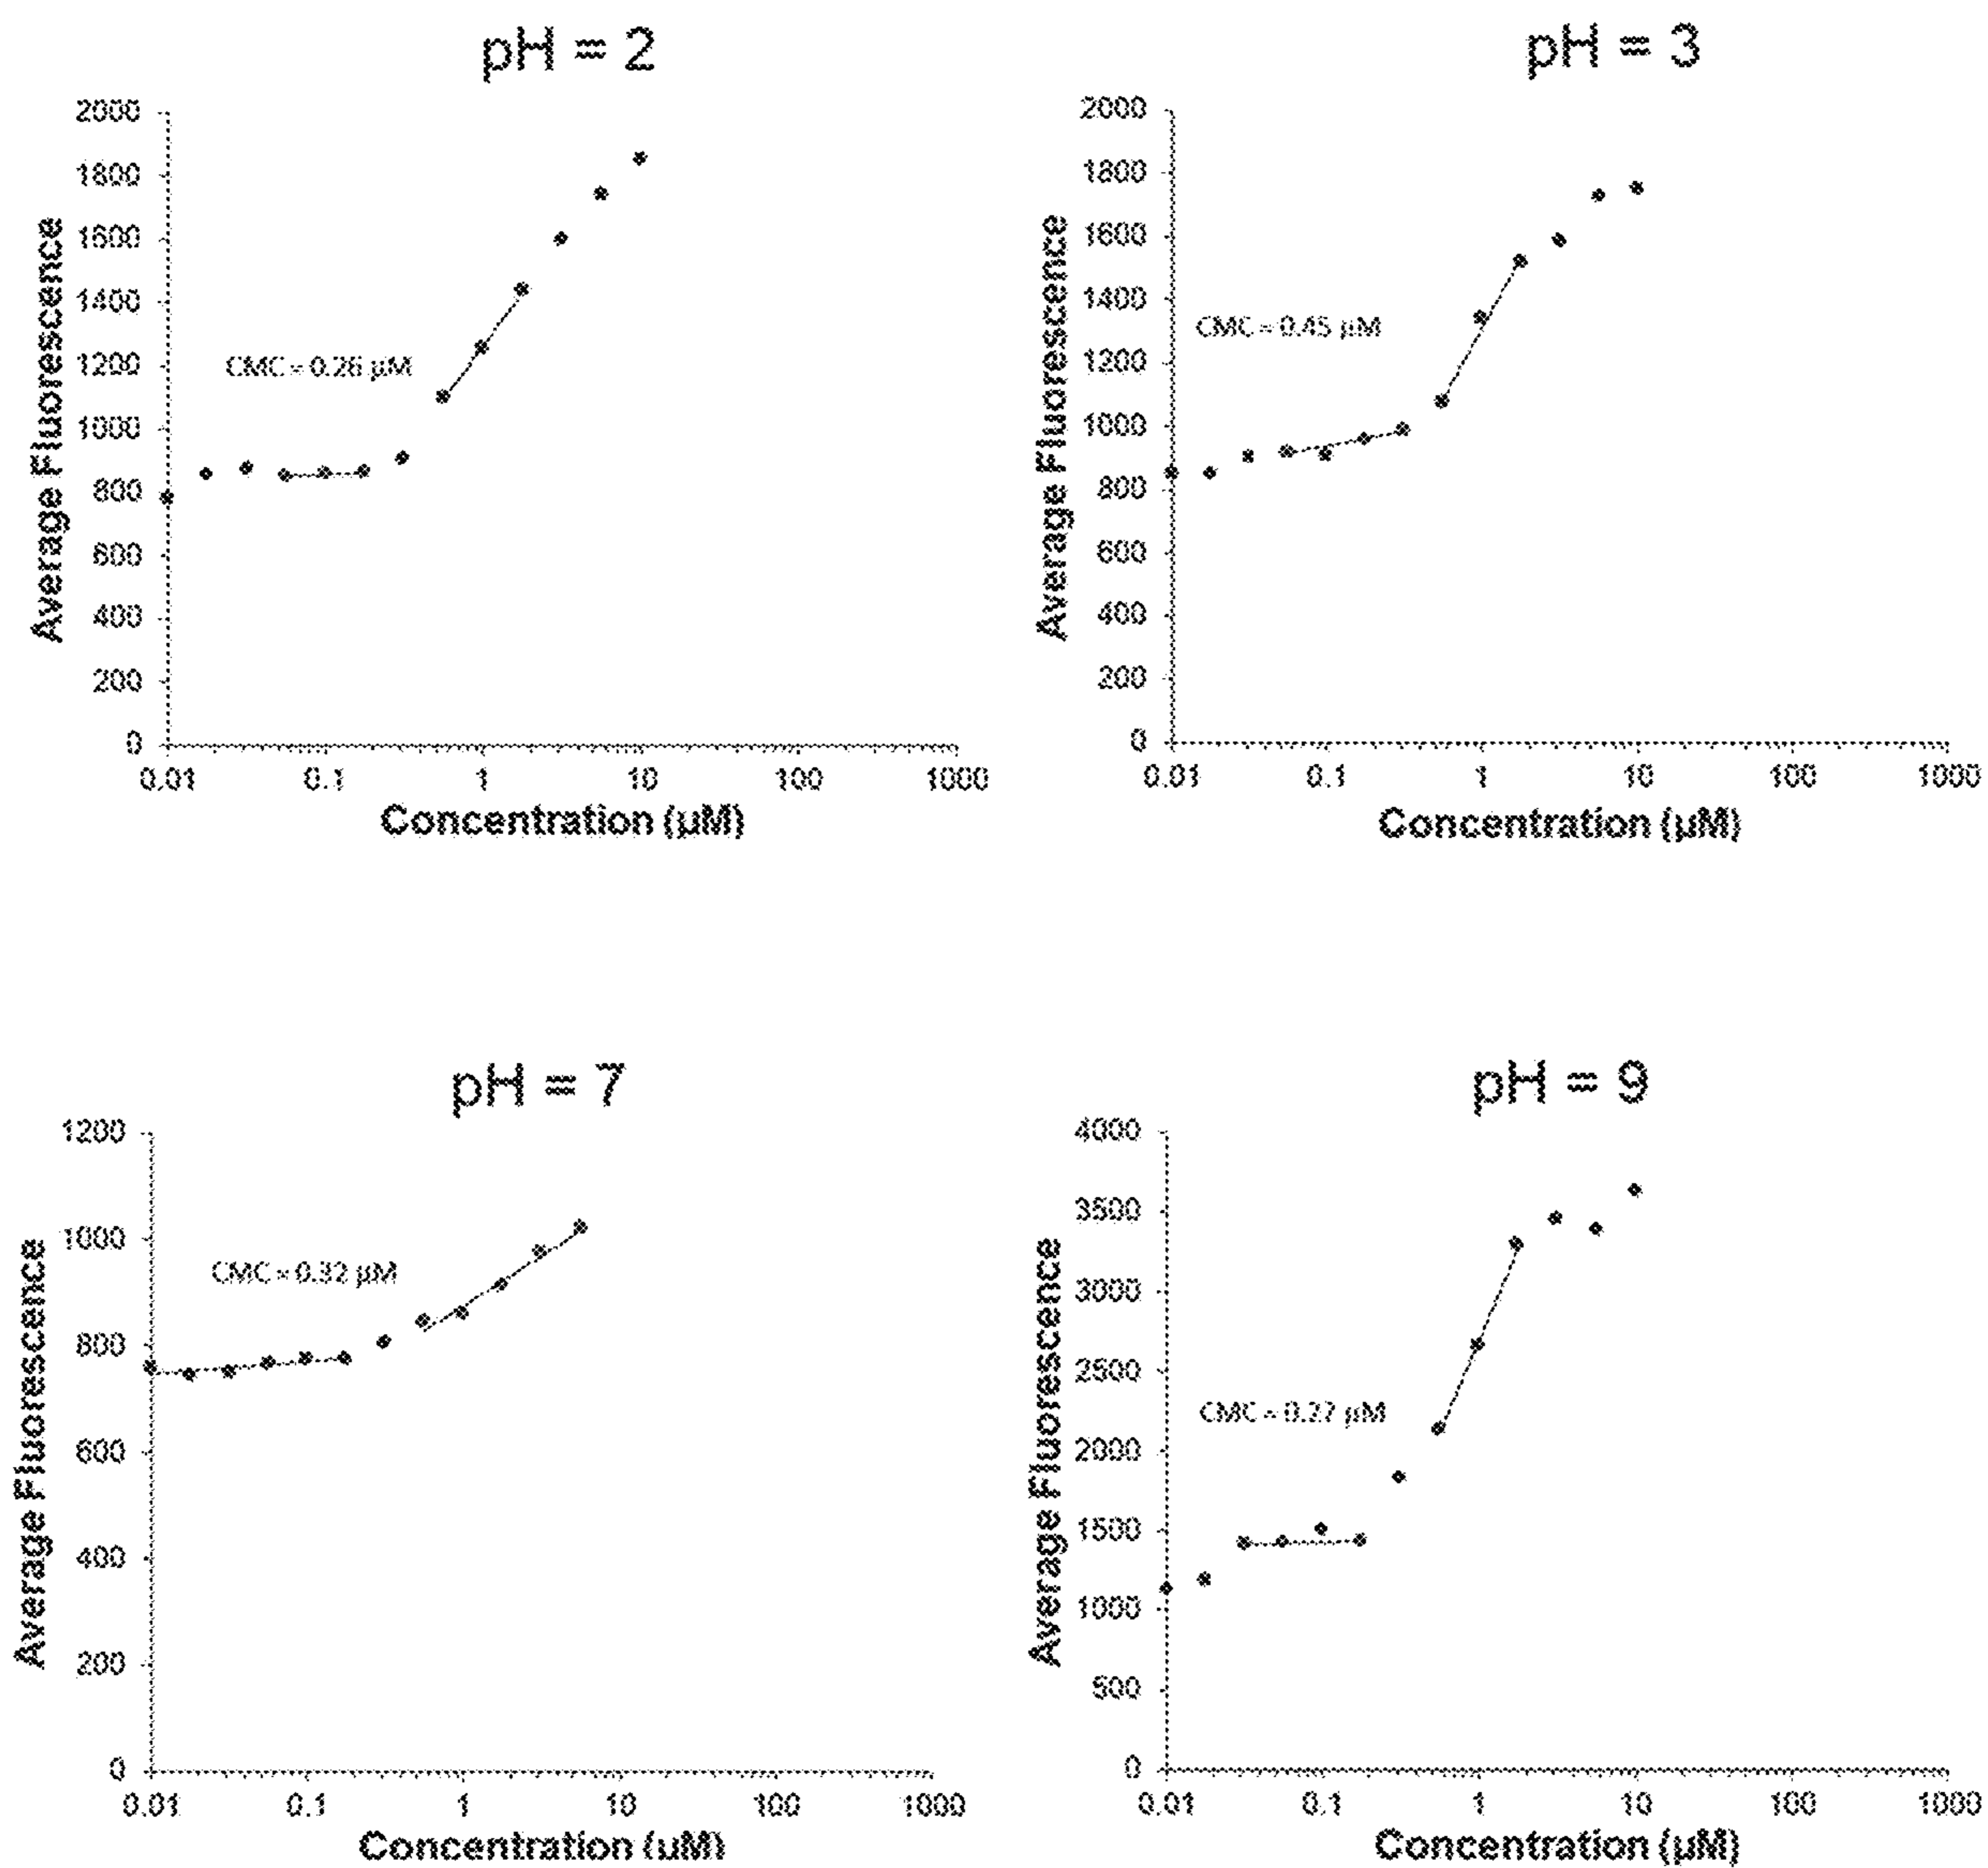 pH = 2
2000
1800
1600
1400
1200
1000
800
600
400
200
0
Average Fluorescence
CMC = 0.26 µM
0.01 0.1 1 10 100 1000
Concentration (µM)
pH = 3
2000
1800
1600
1400
1200
1000
800
600
400
200
0
Average Fluorescence
CMC = 0.45 µM
0.01 0.1 1 10 100 1000
Concentration (µM)
pH = 7
1200
1000
800
600
400
200
0
Average Fluorescence
CMC = 0.32 µM
0.01 0.1 1 10 100 1000
Concentration (µM)
pH = 9
4000
3500
3000
2500
2000
1500
1000
500
0
Average Fluorescence
CMC = 0.27 µM
0.01 0.1 1 10 100 1000
Concentration (µM)